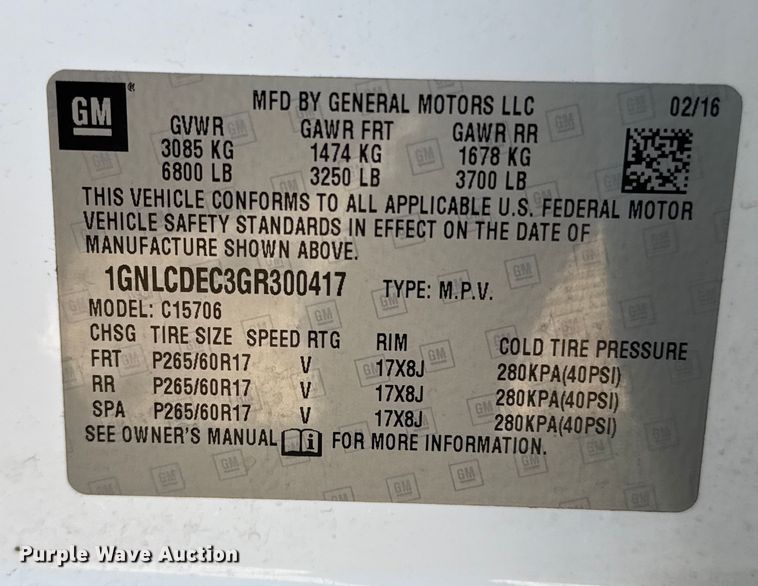 GM ® MFD BY GENERAL MOTORS LLC 02/16
GVWR GAWR FRT GAWR RR
3085 KG 1474 KG 1678 KG
6800 LB 3250 LB 3700 LB
THIS VEHICLE CONFORMS TO ALL APPLICABLE U.S. FEDERAL MOTOR
VEHICLE SAFETY STANDARDS IN EFFECT ON THE DATE OF
MANUFACTURE SHOWN ABOVE.
1GNLCDEC3GR300417 TYPE: M.P.V.
MODEL: C15706
CHSG TIRE SIZE SPEED RTG RIM COLD TIRE PRESSURE
FRT P265/60R17 V 17X8J 280KPA(40PSI)
RR P265/60R17 V 17X8J 280KPA(40PSI)
SPA P265/60R17 V 17X8J 280KPA(40PSI)
SEE OWNER'S MANUAL i FOR MORE INFORMATION.
Purple Wave Auction